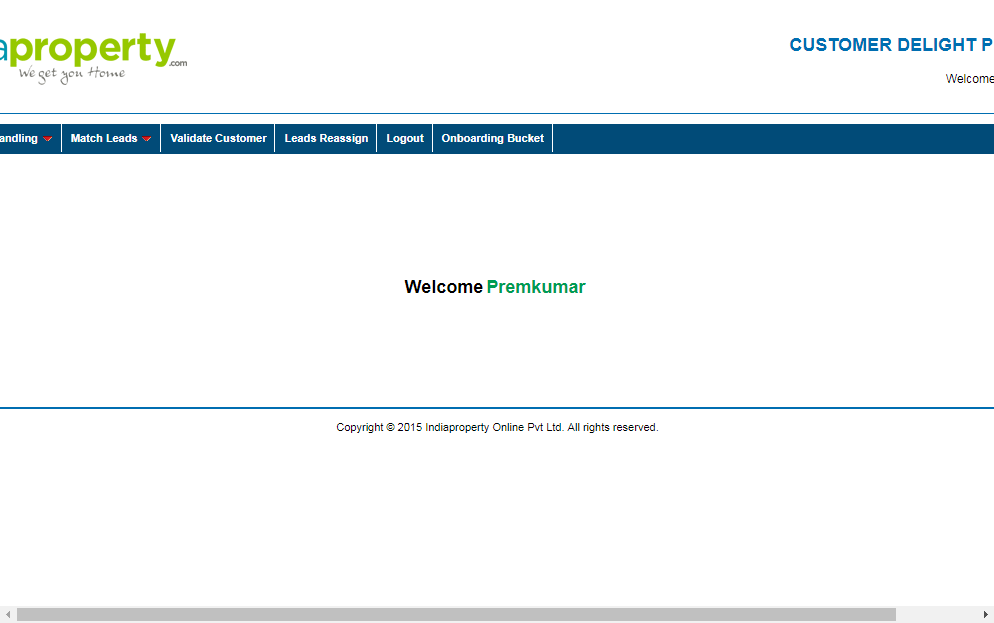 aproperty.com
We get you Home
CUSTOMER DELIGHT P
Welcome
andling Match Leads Validate Customer Leads Reassign Logout Onboarding Bucket
Welcome Premkumar
Copyright © 2015 Indiaproperty Online Pvt Ltd. All rights reserved.